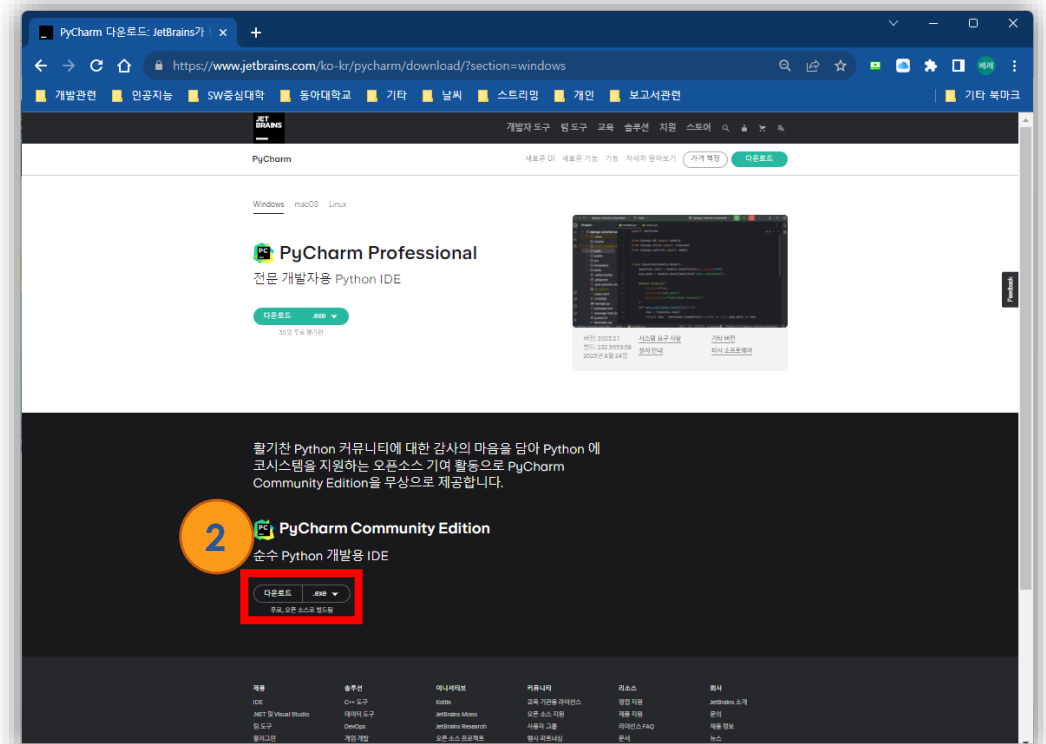 PyCharm 다운로드: JetBrains가
https://www.jetbrains.com/ko-kr/pycharm/download/?section=windows
개발관련 인공지능 SW중심대학 동아대학교 기타 날씨 스트리밍 개인 보고서관련 기타 북마크
JET BRAINS
개발자 도구 팀 도구 교육 솔루션 지원 스토어
PyCharm 새로운 UI 새로운 기능 기능 자세히 알아보기 가격 책정 다운로드
Windows macOS Linux
PyCharm Professional
전문 개발자용 Python IDE
다운로드 .exe
30일 무료 평가판
버전: 2023.2.1 시스템 요구 사항 기타 버전
2023년 8월 24일 설치 안내 타사 소프트웨어
Feedback
활기찬 Python 커뮤니티에 대한 감사의 마음을 담아 Python 에
코시스템을 지원하는 오픈소스 기여 활동으로 PyCharm
Community Edition을 무상으로 제공합니다.
2
PyCharm Community Edition
순수 Python 개발용 IDE
다운로드 .exe
무료, 오픈 소스로 빌드됨
제품 솔루션 이니셔티브 커뮤니티 리소스 회사
IDE C++ 도구 Kotlin 교육 기관용 라이선스 영업 지원 JetBrains 소개
.NET 및 Visual Studio 데이터 도구 JetBrains Mono 오픈 소스 지원 제품 지원 문의
팀 도구 DevOps JetBrains Research 사용자 그룹 라이선스 FAQ 제품 정보
플러그인 게임 개발 오픈 소스 프로젝트 행사 파트너십 문서 뉴스